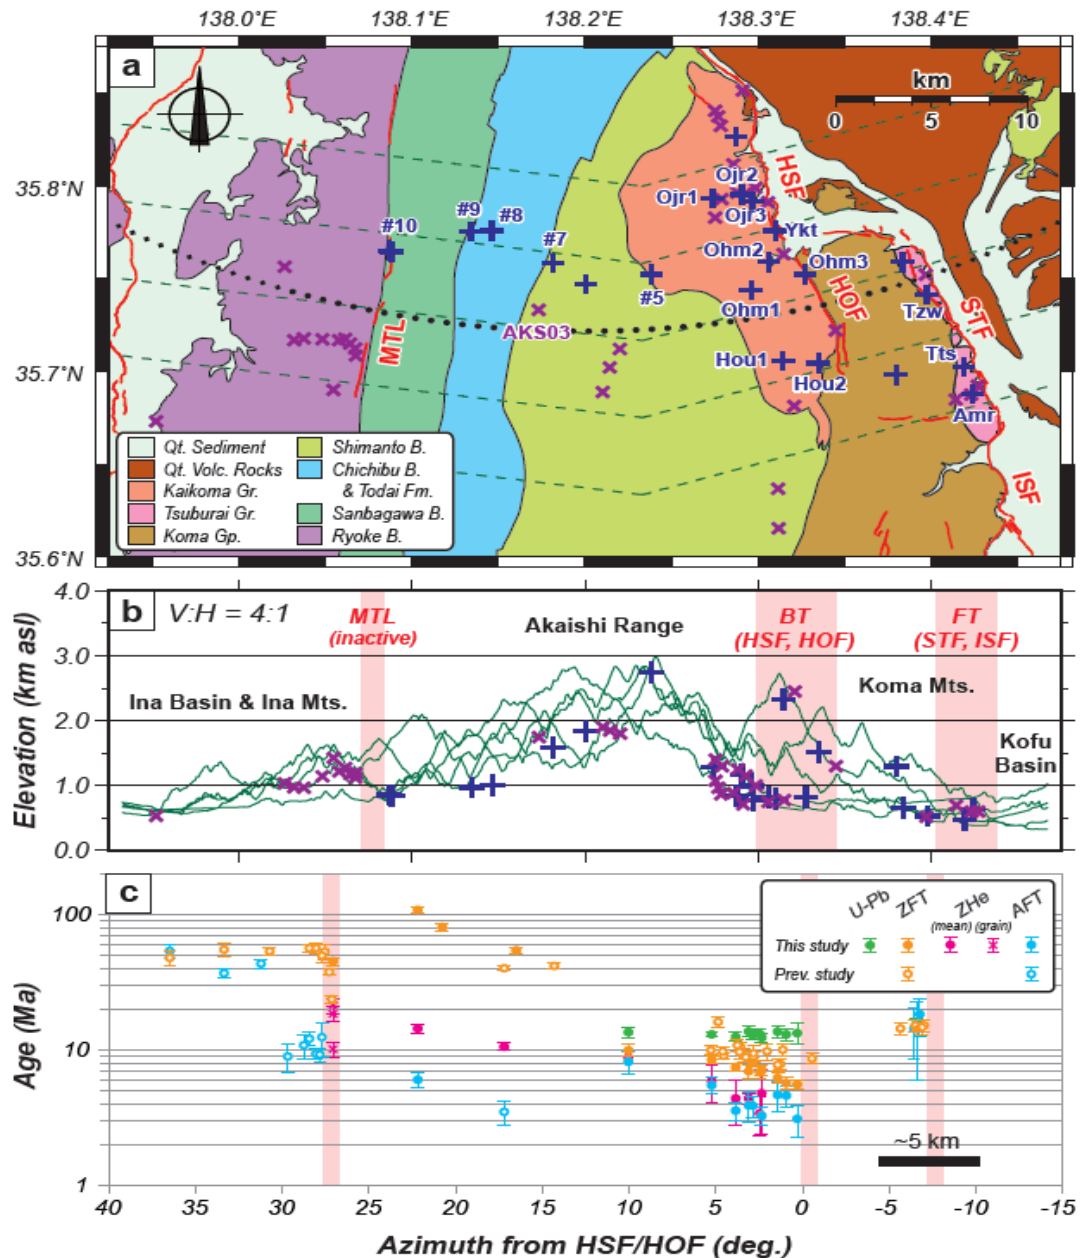 138.0°E 138.1°E 138.2°E 138.3°E 138.4°E
a
km
0 5 10
35.8°N
35.7°N
35.6°N
HSF
Ojr2
Ojr1
Ojr3
#10
#9
#8
Ykt
#7
Ohm2
Ohm3
#5
Ohm1
HOF
Tzw
STF
AKS03
MTL
Hou1
Hou2
Tts
Amr
ISF
Qt. Sediment
Qt. Volc. Rocks
Kaikoma Gr.
Tsuburai Gr.
Koma Gp.
Shimanto B.
Chichibu B.
& Todai Fm.
Sanbagawa B.
Ryoke B.
b
V:H = 4:1
Elevation (km asl)
4.0
3.0
2.0
1.0
0.0
MTL
(inactive)
Akaishi Range
BT
(HSF, HOF)
FT
(STF, ISF)
Ina Basin & Ina Mts.
Koma Mts.
Kofu
Basin
c
Age (Ma)
100
10
1
U-Pb ZFT ZHe AFT
(mean) (grain)
This study
Prev. study
~5 km
40 35 30 25 20 15 10 5 0 -5 -10 -15
Azimuth from HSF/HOF (deg.)